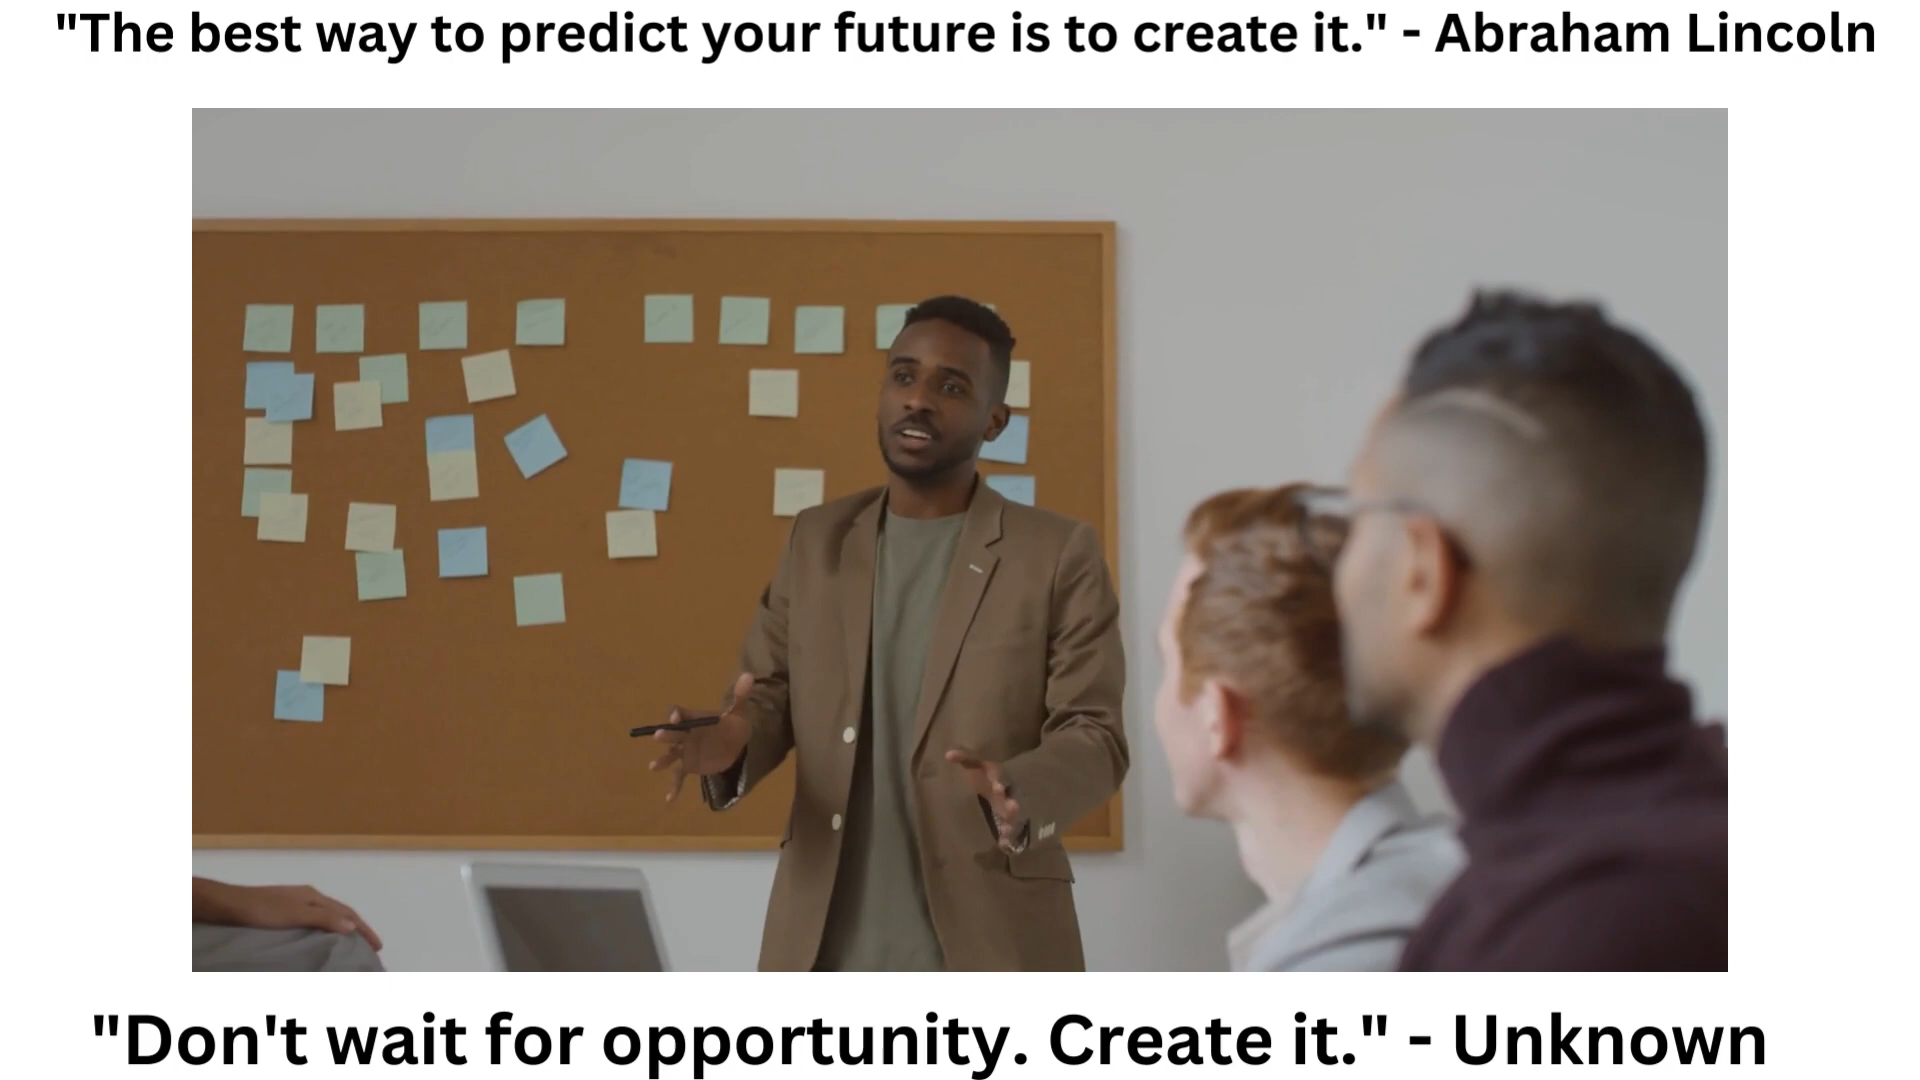 "The best way to predict your future is to create it." - Abraham Lincoln
"Don't wait for opportunity. Create it." - Unknown